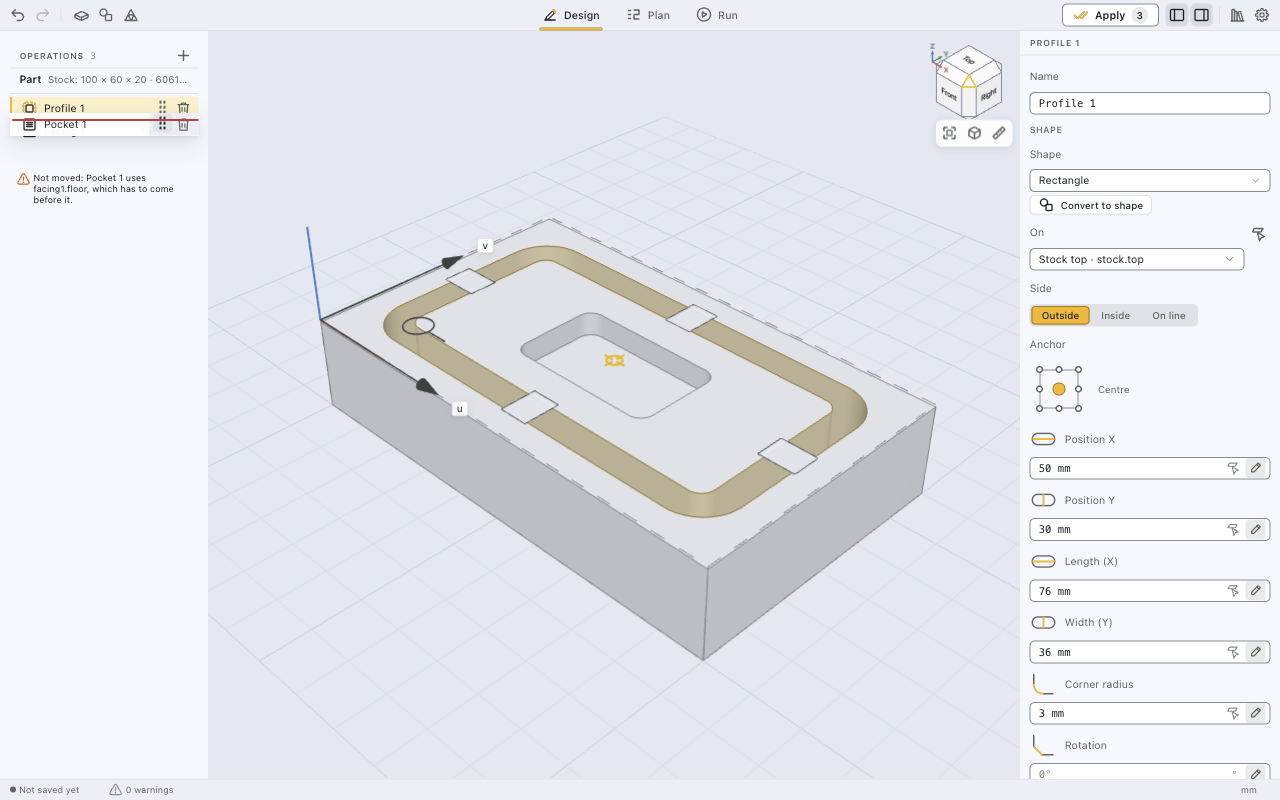 Design
Plan
Run
Apply 3
OPERATIONS 3
Part Stock: 100 × 60 × 20 · 6061...
Profile 1
Pocket 1
Not moved: Pocket 1 uses
facing1.floor, which has to come
before it.
Z
Y
X
Top
Front
Right
v
u
PROFILE 1
Name
Profile 1
SHAPE
Shape
Rectangle
Convert to shape
On
Stock top · stock.top
Side
Outside
Inside
On line
Anchor
Centre
Position X
50 mm
Position Y
30 mm
Length (X)
76 mm
Width (Y)
36 mm
Corner radius
3 mm
Rotation
0° °
Not saved yet
0 warnings
mm